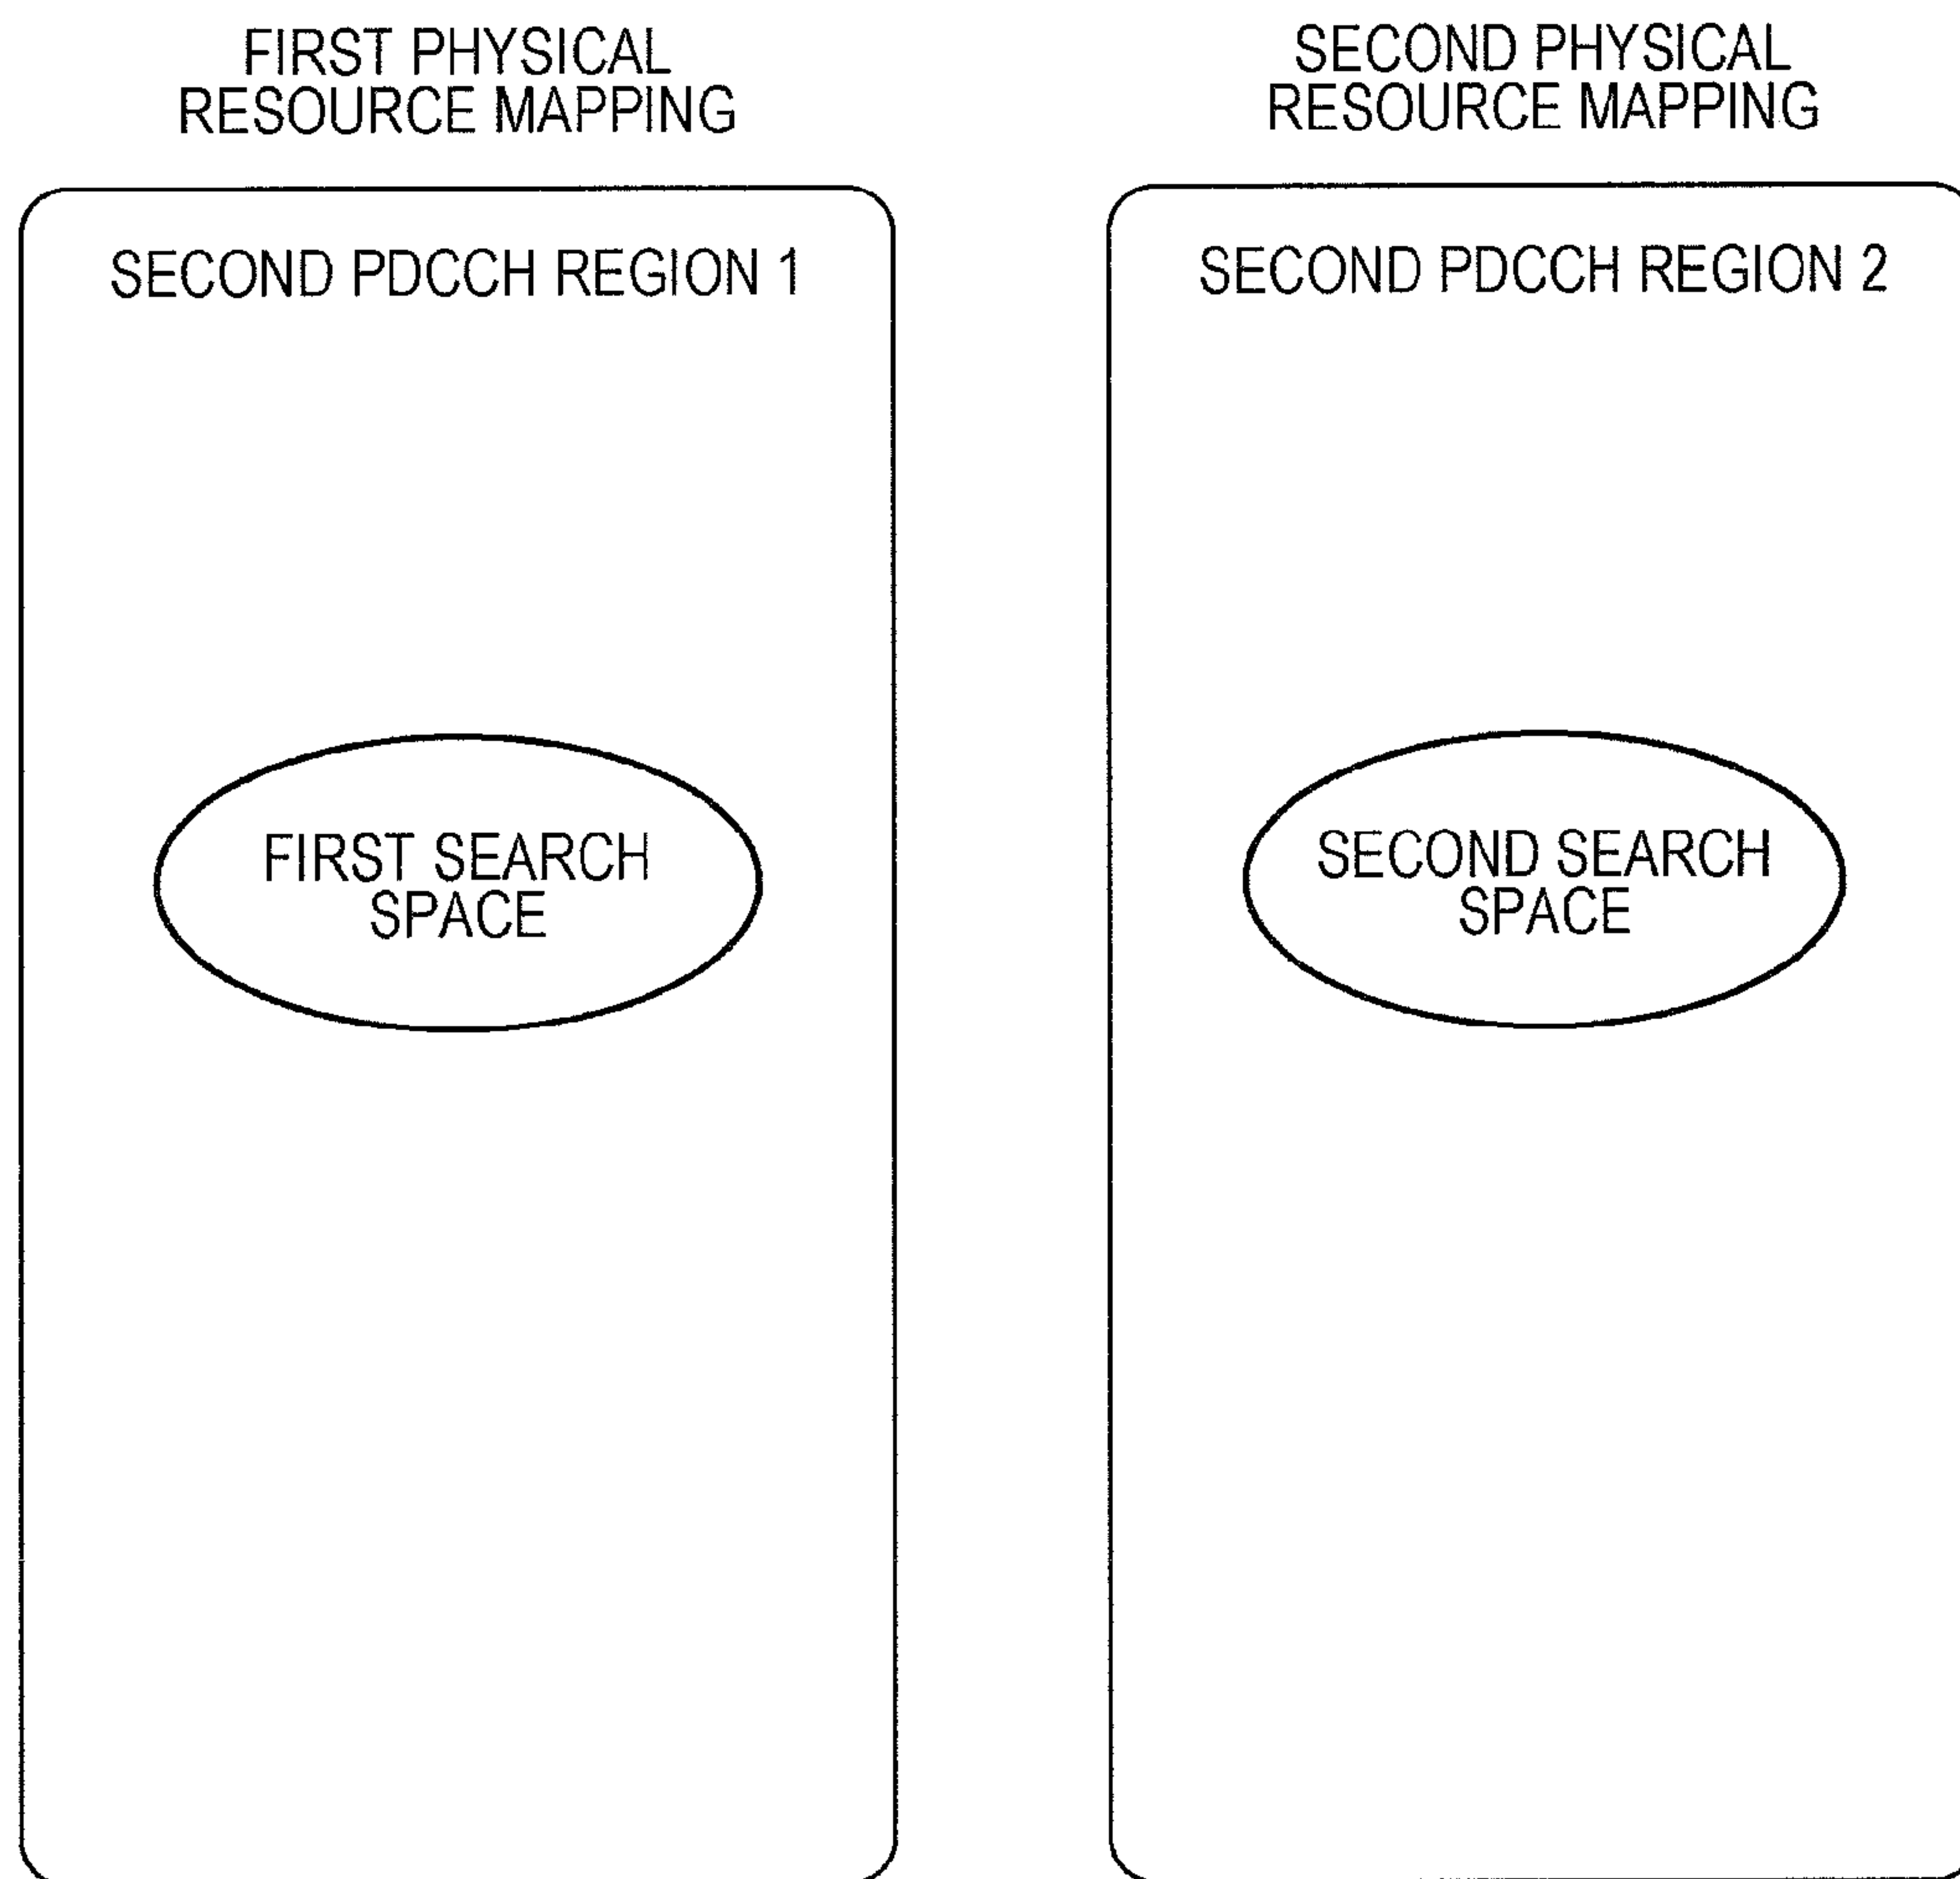 FIRST PHYSICAL
RESOURCE MAPPING
SECOND PDCCH REGION 1
FIRST SEARCH
SPACE
SECOND PHYSICAL
RESOURCE MAPPING
SECOND PDCCH REGION 2
SECOND SEARCH
SPACE